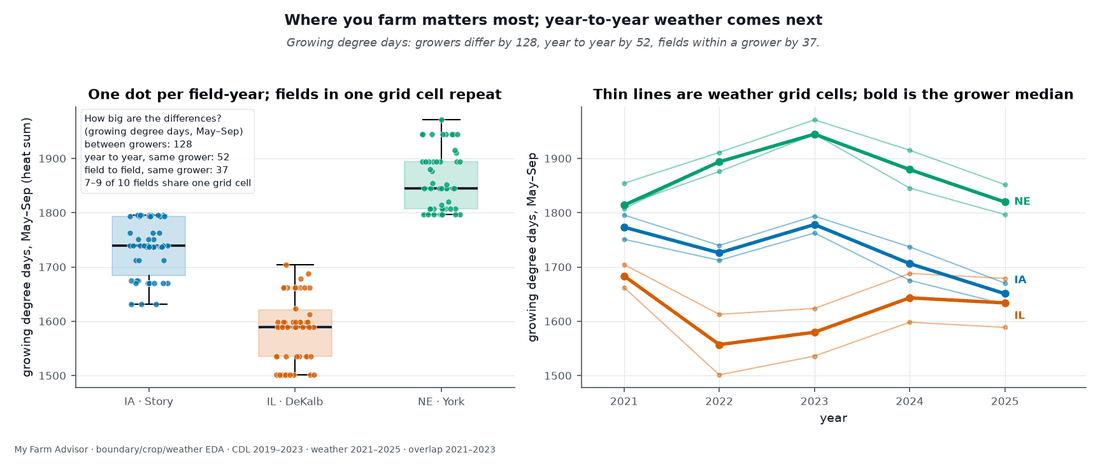 Where you farm matters most; year-to-year weather comes next
Growing degree days: growers differ by 128, year to year by 52, fields within a grower by 37.
One dot per field-year; fields in one grid cell repeat
growing degree days, May–Sep (heat sum)
1900
1800
1700
1600
1500
How big are the differences?
(growing degree days, May–Sep)
between growers: 128
year to year, same grower: 52
field to field, same grower: 37
7–9 of 10 fields share one grid cell
IA · Story
IL · DeKalb
NE · York
Thin lines are weather grid cells; bold is the grower median
growing degree days, May–Sep
1900
1800
1700
1600
1500
NE
IA
IL
2021
2022
2023
2024
2025
year
My Farm Advisor · boundary/crop/weather EDA · CDL 2019–2023 · weather 2021–2025 · overlap 2021–2023